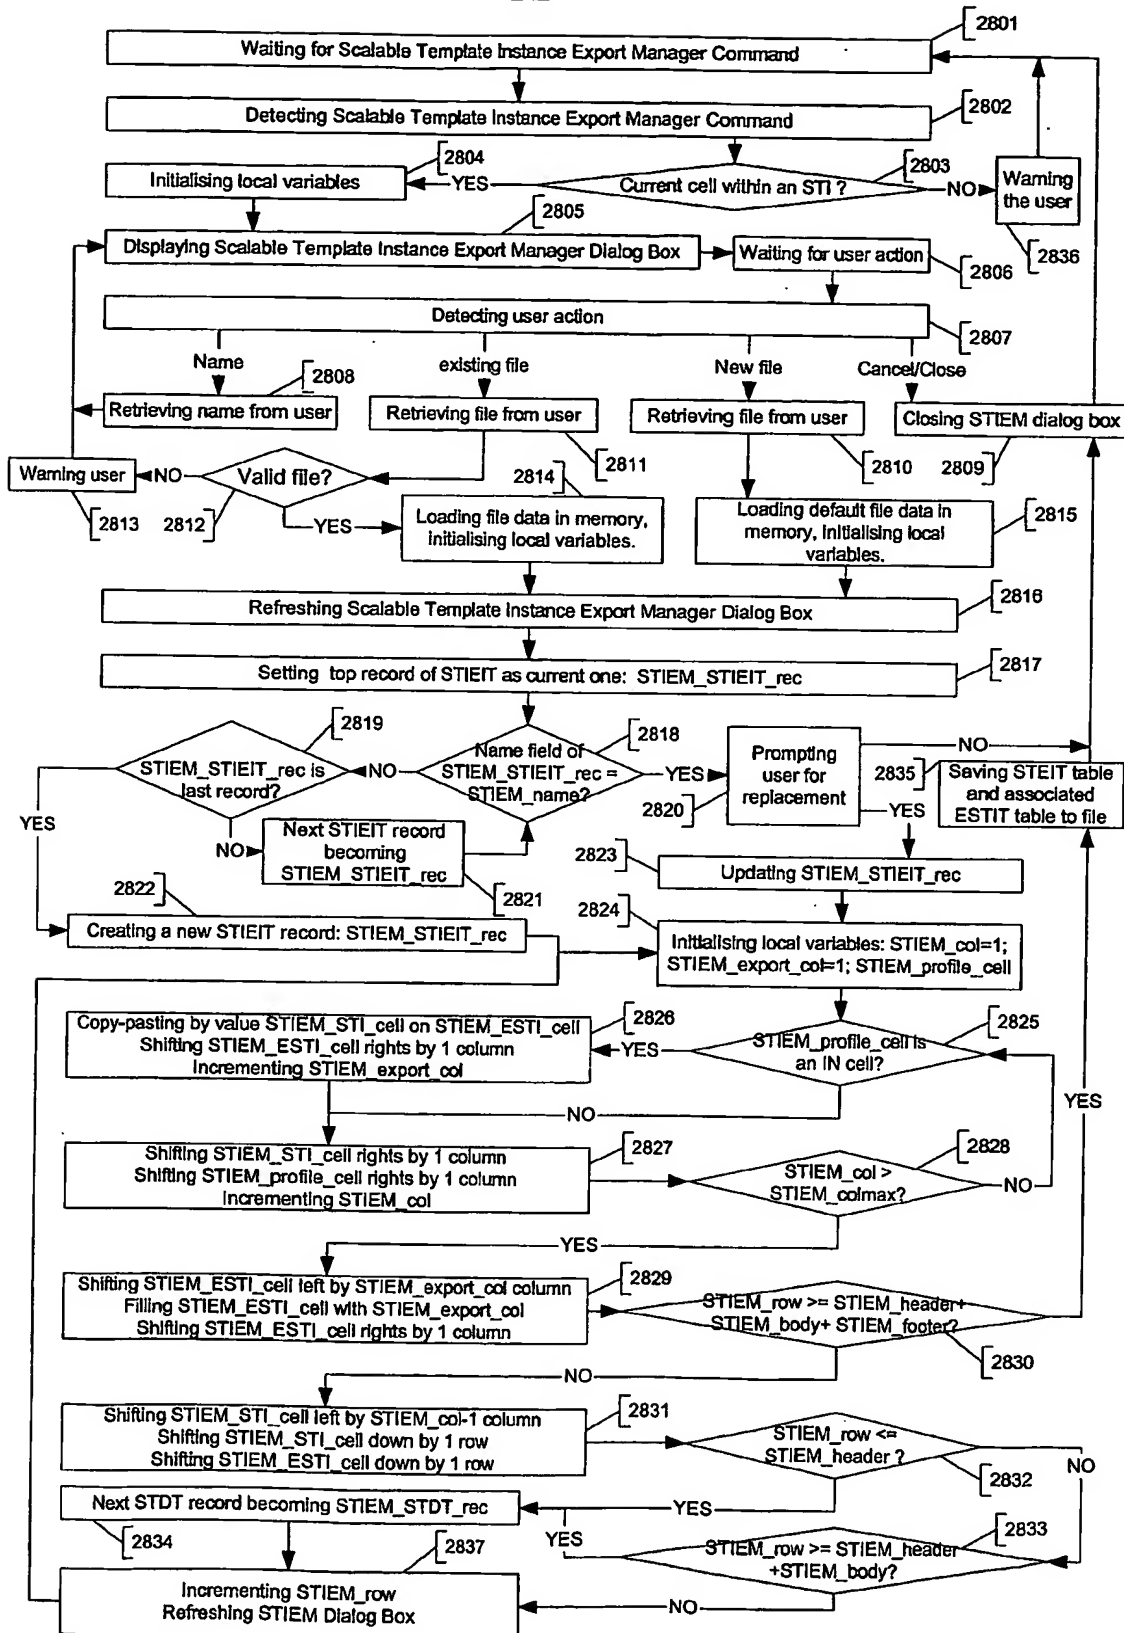 2801
Waiting for Scalable Template Instance Export Manager Command
2802
Detecting Scalable Template Instance Export Manager Command
2804
2803
Initialising local variables
YES
Current cell within an STI ?
NO
Warning
the user
2805
2836
Displaying Scalable Template Instance Export Manager Dialog Box
Waiting for user action
2806
Detecting user action
2807
Name
existing file
New file
Cancel/Close
2808
Retrieving name from user
Retrieving file from user
Retrieving file from user
Closing STIEM dialog box
2811
2810
2809
Warning user
NO
Valid file?
2814
2813
2812
YES
Loading file data in memory,
initialising local variables.
Loading default file data in
memory, initialising local
variables.
2815
2816
Refreshing Scalable Template Instance Export Manager Dialog Box
2817
Setting top record of STIEIT as current one: STIEM_STIEIT_rec
2819
2818
STIEM_STIEIT_rec is
last record?
NO
Name field of
STIEM_STIEIT_rec =
STIEM_name?
YES
Prompting
user for
replacement
2820
NO
2835
Saving STEIT table
and associated
ESTIT table to file
YES
YES
NO
Next STIEIT record
becoming
STIEM_STIEIT_rec
2821
2823
Updating STIEM_STIEIT_rec
2822
2824
Creating a new STIEIT record: STIEM_STIEIT_rec
Initialising local variables: STIEM_col=1;
STIEM_export_col=1; STIEM_profile_cell
2826
2825
Copy-pasting by value STIEM_STI_cell on STIEM_ESTI_cell
Shifting STIEM_ESTI_cell rights by 1 column
Incrementing STIEM_export_col
YES
STIEM_profile_cell is
an IN cell?
NO
YES
2827
2828
Shifting STIEM_STI_cell rights by 1 column
Shifting STIEM_profile_cell rights by 1 column
Incrementing STIEM_col
STIEM_col >
STIEM_colmax?
NO
YES
2829
Shifting STIEM_ESTI_cell left by STIEM_export_col column
Filling STIEM_ESTI_cell with STIEM_export_col
Shifting STIEM_ESTI_cell rights by 1 column
STIEM_row >= STIEM_header+
STIEM_body+ STIEM_footer?
2830
NO
2831
Shifting STIEM_STI_cell left by STIEM_col-1 column
Shifting STIEM_STI_cell down by 1 row
Shifting STIEM_ESTI_cell down by 1 row
STIEM_row <=
STIEM_header ?
2832
NO
Next STDT record becoming STIEM_STDT_rec
YES
2834
2837
YES
2833
STIEM_row >= STIEM_header
+STIEM_body?
Incrementing STIEM_row
Refreshing STIEM Dialog Box
NO